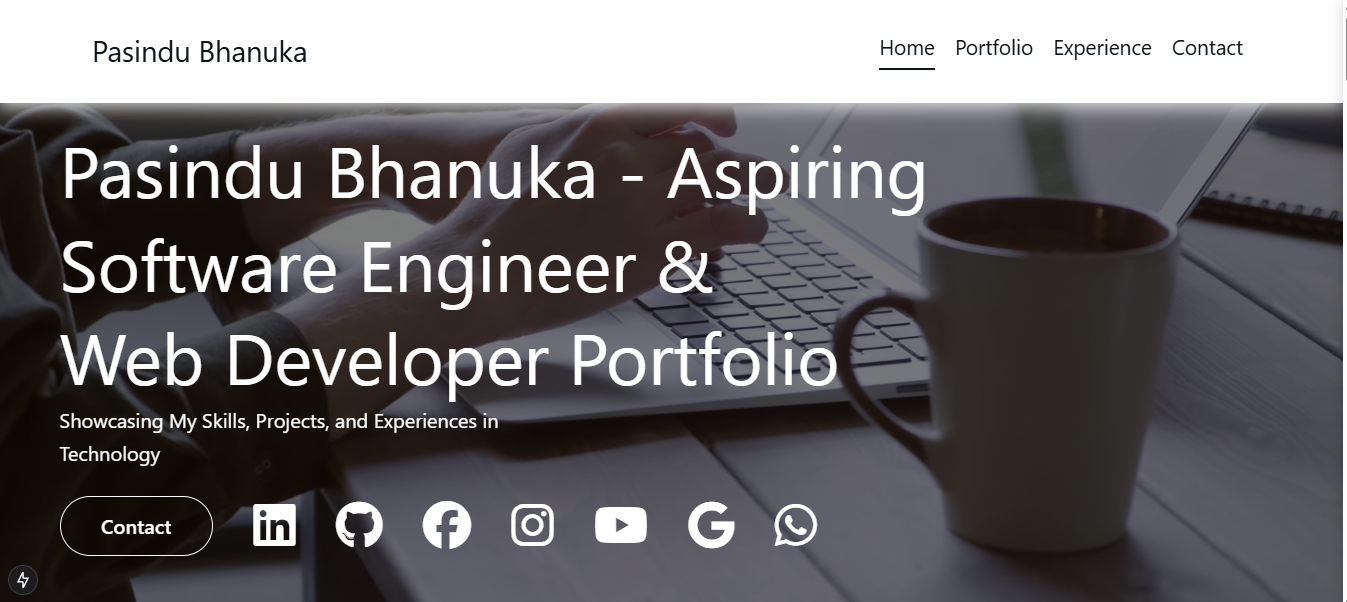 Pasindu Bhanuka
Home Portfolio Experience Contact
Pasindu Bhanuka - Aspiring
Software Engineer &
Web Developer Portfolio
Showcasing My Skills, Projects, and Experiences in
Technology
Contact